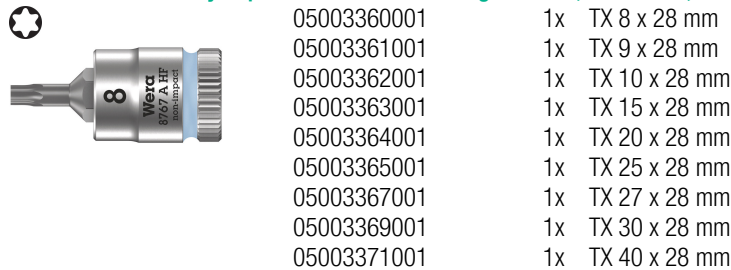 05003360001 1x TX 8 x 28 mm
05003361001 1x TX 9 x 28 mm
05003362001 1x TX 10 x 28 mm
05003363001 1x TX 15 x 28 mm
05003364001 1x TX 20 x 28 mm
05003365001 1x TX 25 x 28 mm
05003367001 1x TX 27 x 28 mm
05003369001 1x TX 30 x 28 mm
05003371001 1x TX 40 x 28 mm
8
Wera
8767 A HF
non-impact